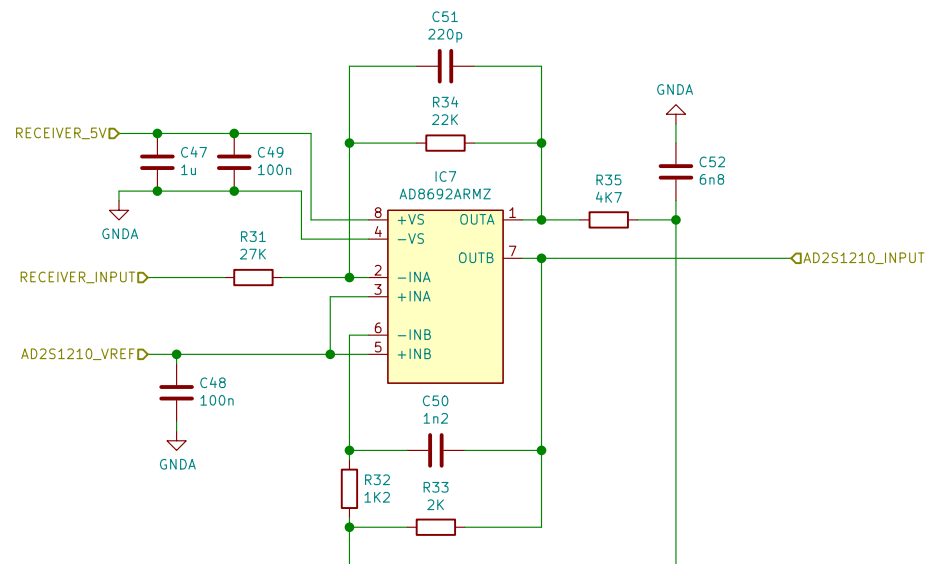 C51
220p
GNDA
R34
22K
RECEIVER_5V
C47
1u
C49
100n
C52
6n8
IC7
AD8692ARMZ
R35
4K7
GNDA
8
+VS
OUTA
1
4
-VS
R31
27K
OUTB
7
AD2S1210_INPUT
RECEIVER_INPUT
2
-INA
3
+INA
6
-INB
AD2S1210_VREF
5
+INB
C48
100n
C50
1n2
GNDA
R32
1K2
R33
2K